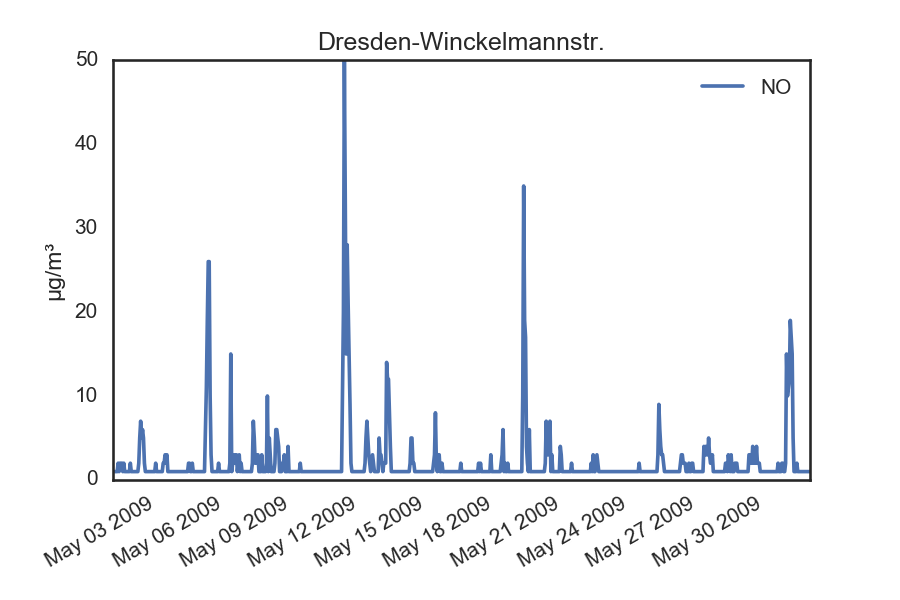 Dresden-Winckelmannstr.
NO
µg/m³
50
40
30
20
10
0
May 03 2009
May 06 2009
May 09 2009
May 12 2009
May 15 2009
May 18 2009
May 21 2009
May 24 2009
May 27 2009
May 30 2009